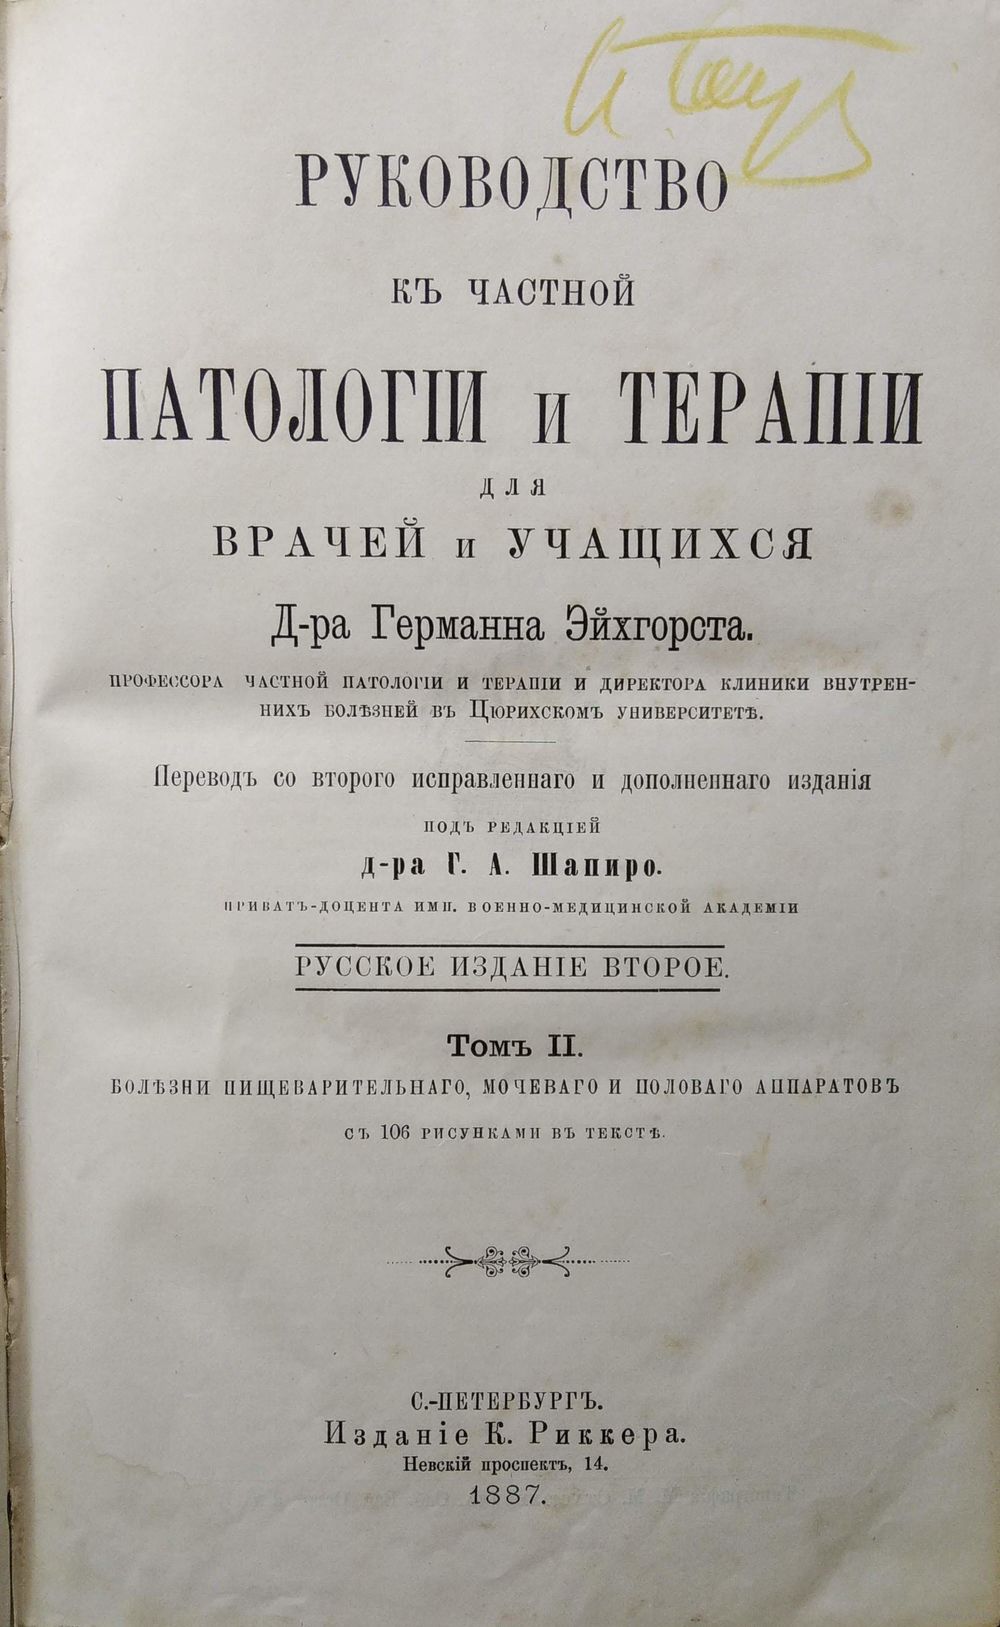 РУКОВОДСТВО
КЪ ЧАСТНОЙ
ПАТОЛОГІИ И ТЕРАПІИ
ДЛЯ
ВРАЧЕЙ И УЧАЩИХСЯ
Д-ра Германна Эйхгорста.
ПРОФЕССОРА ЧАСТНОЙ ПАТОЛОГІИ И ТЕРАПІИ И ДИРЕКТОРА КЛИНИКИ ВНУТРЕН-
НИХЪ БОЛѢЗНЕЙ ВЪ ЦЮРИХСКОМЪ УНИВЕРСИТЕТѢ.
Переводъ со второго исправленнаго и дополненнаго изданія
ПОДЪ РЕДАКЦІЕЙ
д-ра Г. А. Шапиро.
ПРИВАТЪ-ДОЦЕНТА ИМП. ВОЕННО-МЕДИЦИНСКОЙ АКАДЕМІИ
РУССКОЕ ИЗДАНІЕ ВТОРОЕ.
Томъ II.
БОЛѢЗНИ ПИЩЕВАРИТЕЛЬНАГО, МОЧЕВАГО И ПОЛОВАГО АППАРАТОВЪ
СЪ 106 РИСУНКАМИ ВЪ ТЕКСТѢ.
С.-ПЕТЕРБУРГЪ.
Изданіе К. Риккера.
Невскій проспектъ, 14.
1887.